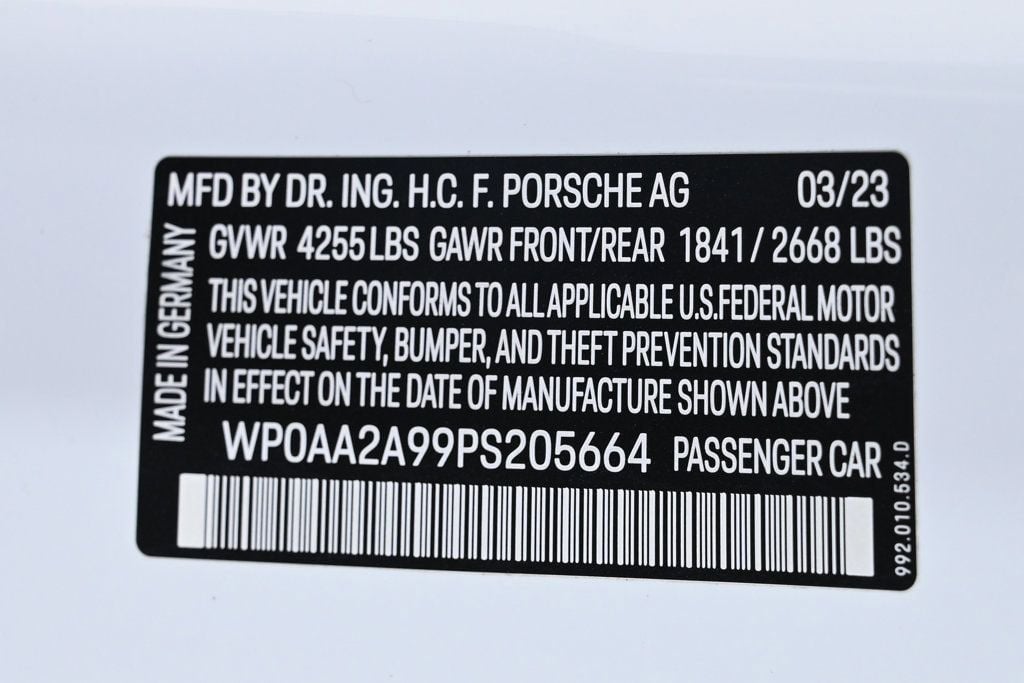 MFD BY DR. ING. H.C. F. PORSCHE AG 03/23
MADE IN GERMANY
GVWR 4255 LBS GAWR FRONT/REAR 1841 / 2668 LBS
THIS VEHICLE CONFORMS TO ALL APPLICABLE U.S.FEDERAL MOTOR
VEHICLE SAFETY, BUMPER, AND THEFT PREVENTION STANDARDS
IN EFFECT ON THE DATE OF MANUFACTURE SHOWN ABOVE
WP0AA2A99PS205664 PASSENGER CAR
992.010.534.D